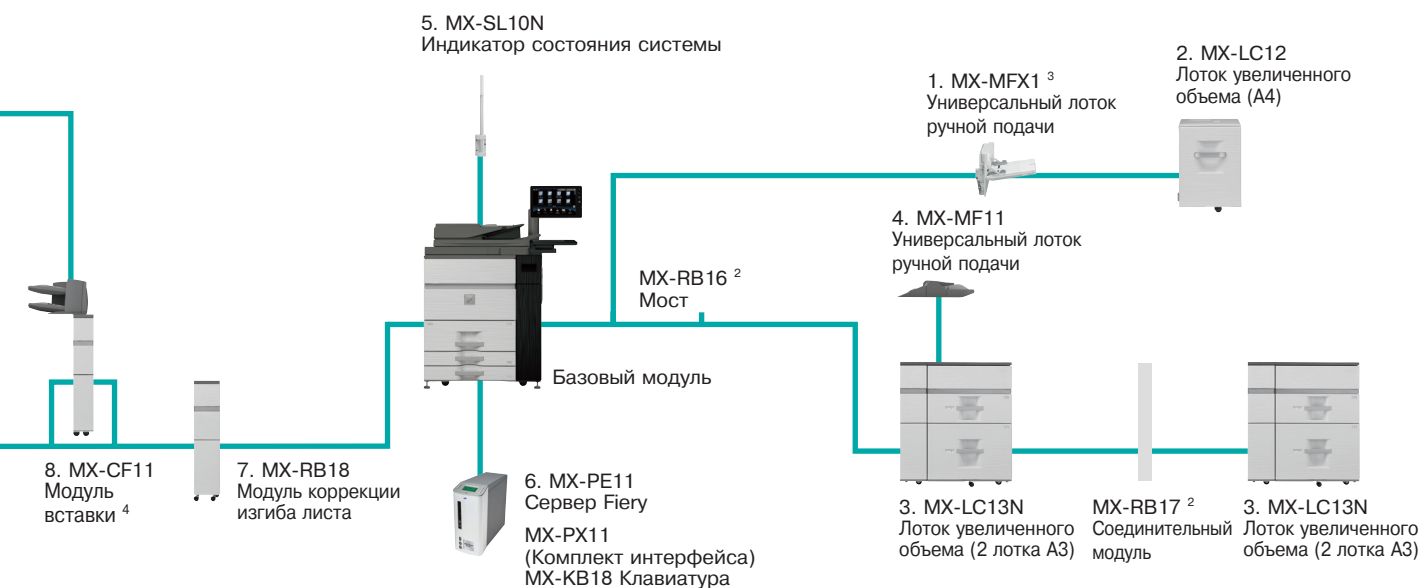 5. MX-SL10N
Индикатор состояния системы
1. MX-MFX1 ³
Универсальный лоток
ручной подачи
2. MX-LC12
Лоток увеличенного
объема (A4)
4. MX-MF11
Универсальный лоток
ручной подачи
MX-RB16 ²
Мост
Базовый модуль
8. MX-CF11
Модуль
вставки ⁴
7. MX-RB18
Модуль коррекции
изгиба листа
6. MX-PE11
Сервер Fiery
MX-PX11
(Комплект интерфейса)
MX-KB18 Клавиатура
3. MX-LC13N
Лоток увеличенного
объема (2 лотка A3)
MX-RB17 ²
Соединительный
модуль
3. MX-LC13N
Лоток увеличенного
объема (2 лотка A3)